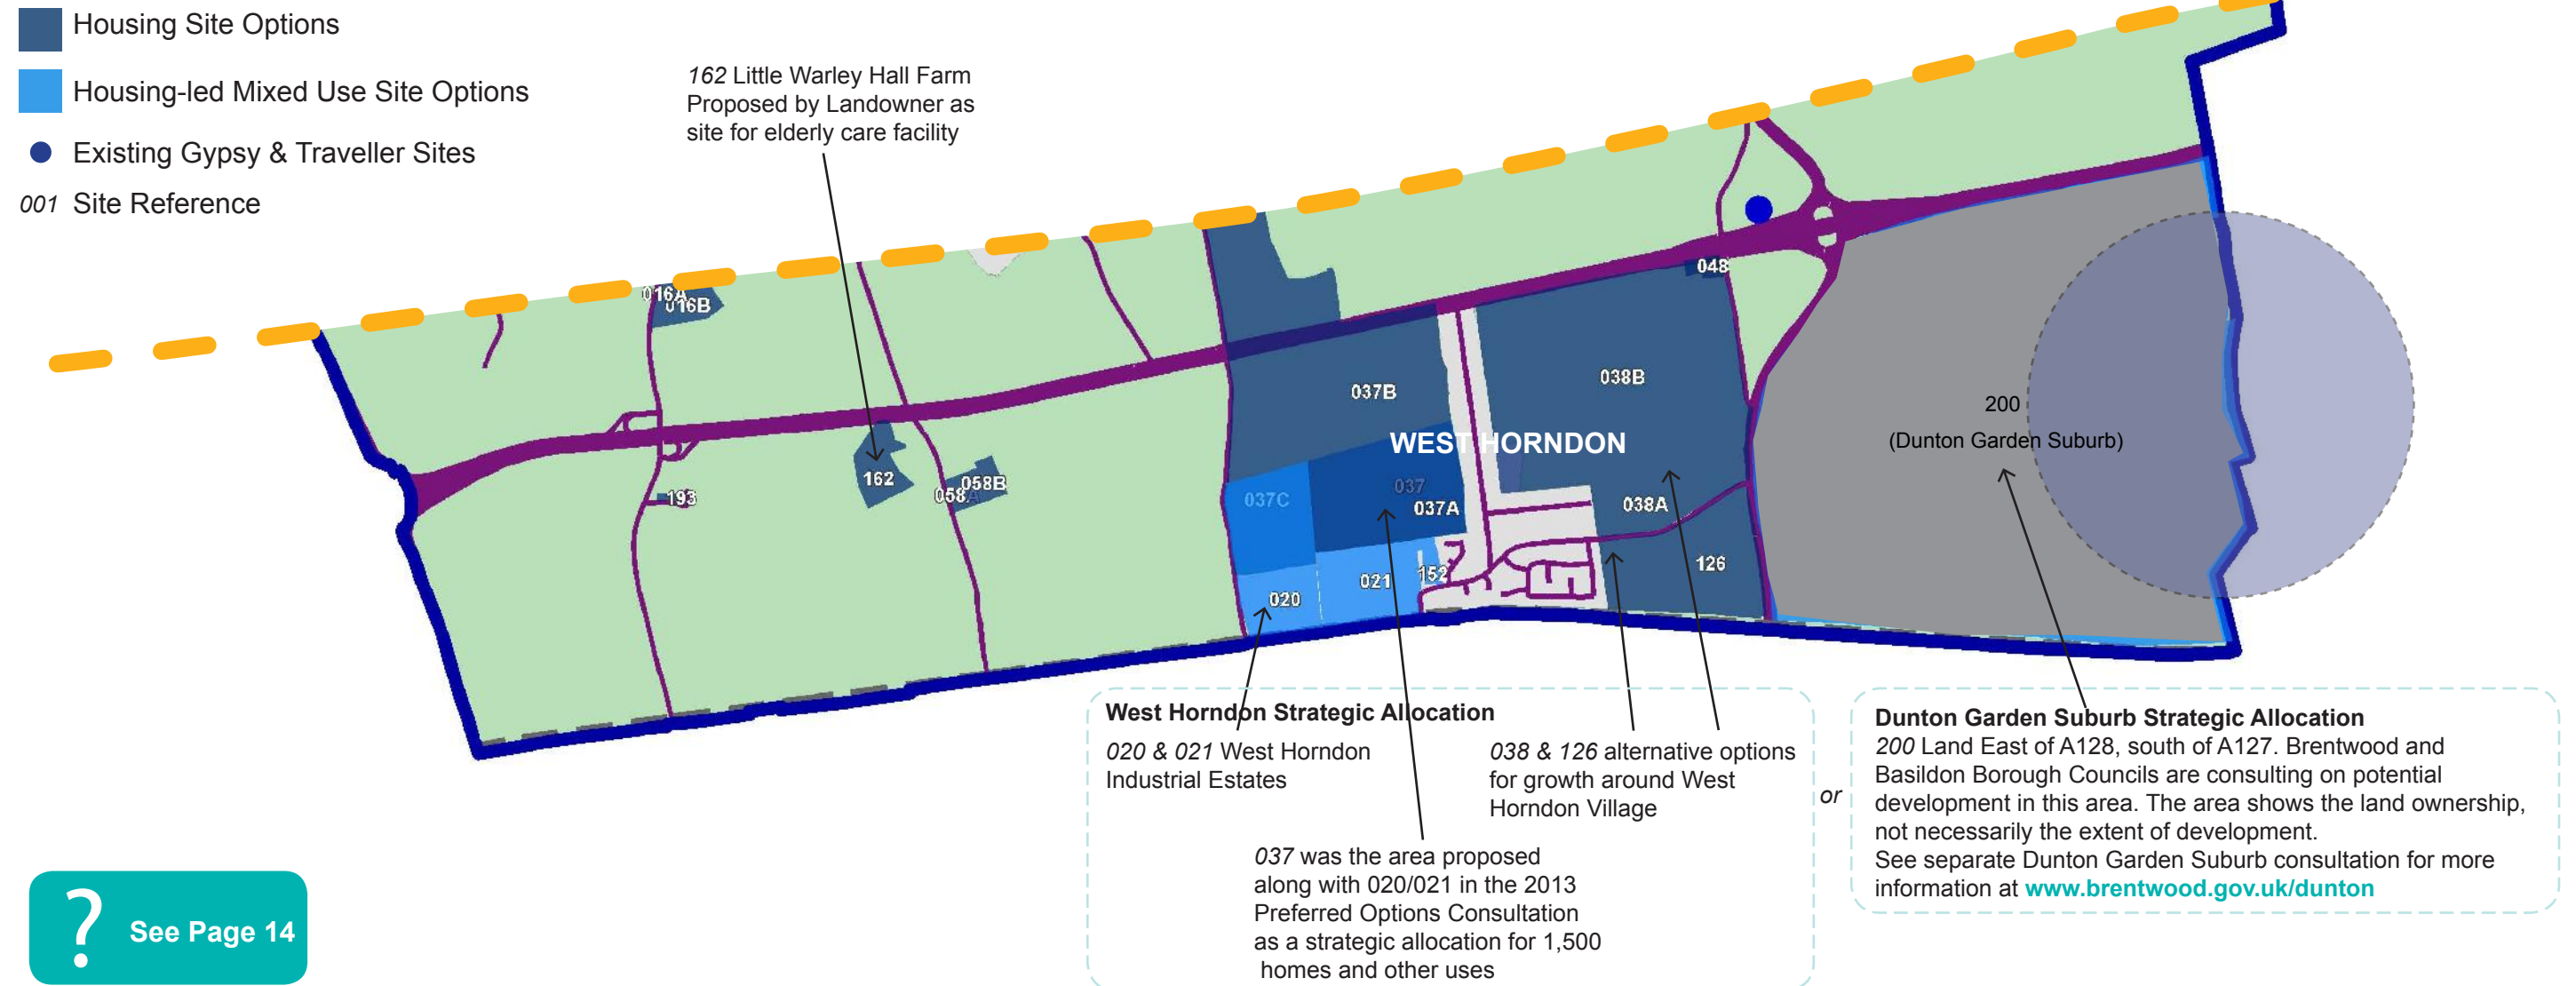 Housing Site Options
Housing-led Mixed Use Site Options
Existing Gypsy & Traveller Sites
001 Site Reference
162 Little Warley Hall Farm
Proposed by Landowner as
site for elderly care facility
016A
016B
048
037B
038B
200
(Dunton Garden Suburb)
WEST HORNDON
162
058A
058B
193
037C
037
037A
038A
126
020
021
152
West Horndon Strategic Allocation
020 & 021 West Horndon
Industrial Estates
038 & 126 alternative options
for growth around West
Horndon Village
037 was the area proposed
along with 020/021 in the 2013
Preferred Options Consultation
as a strategic allocation for 1,500
homes and other uses
or
Dunton Garden Suburb Strategic Allocation
200 Land East of A128, south of A127. Brentwood and
Basildon Borough Councils are consulting on potential
development in this area. The area shows the land ownership,
not necessarily the extent of development.
See separate Dunton Garden Suburb consultation for more
information at www.brentwood.gov.uk/dunton
? See Page 14